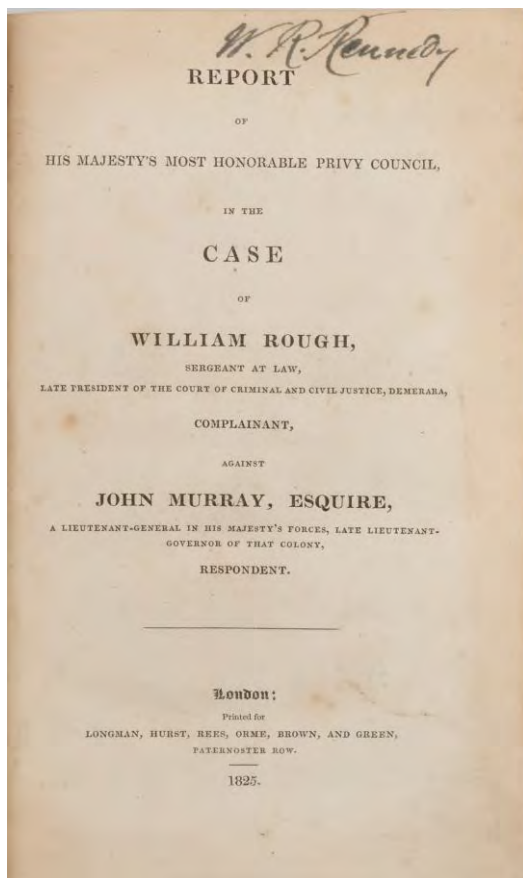 W. R. Kennedy
REPORT
OF
HIS MAJESTY'S MOST HONORABLE PRIVY COUNCIL,
IN THE
CASE
OF
WILLIAM ROUGH,
SERGEANT AT LAW,
LATE PRESIDENT OF THE COURT OF CRIMINAL AND CIVIL JUSTICE, DEMERARA,
COMPLAINANT,
AGAINST
JOHN MURRAY, ESQUIRE,
A LIEUTENANT-GENERAL IN HIS MAJESTY'S FORCES, LATE LIEUTENANT-
GOVERNOR OF THAT COLONY,
RESPONDENT.
London:
Printed for
LONGMAN, HURST, REES, ORME, BROWN, AND GREEN,
PATERNOSTER ROW.
1825.